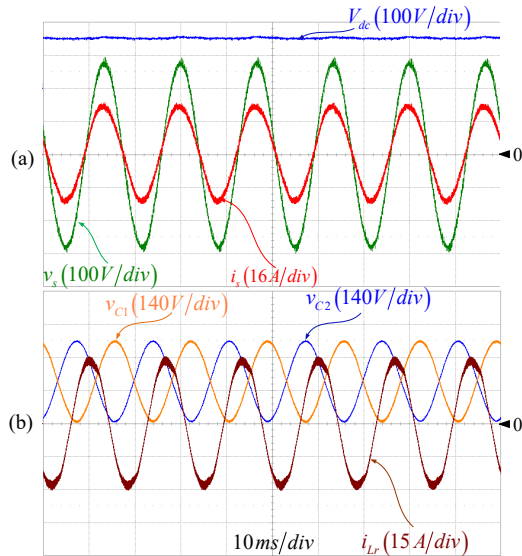 V_dc (100V/div)
(a)
0
v_s (100V/div)
i_s (16A/div)
v_C1 (140V/div)
v_C2 (140V/div)
(b)
0
10ms/div
i_Lr (15A/div)